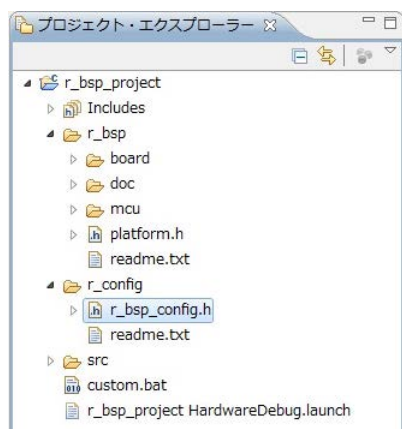 プロジェクト・エクスプローラー
r_bsp_project
Includes
r_bsp
board
doc
mcu
platform.h
readme.txt
r_config
r_bsp_config.h
readme.txt
src
custom.bat
r_bsp_project HardwareDebug.launch